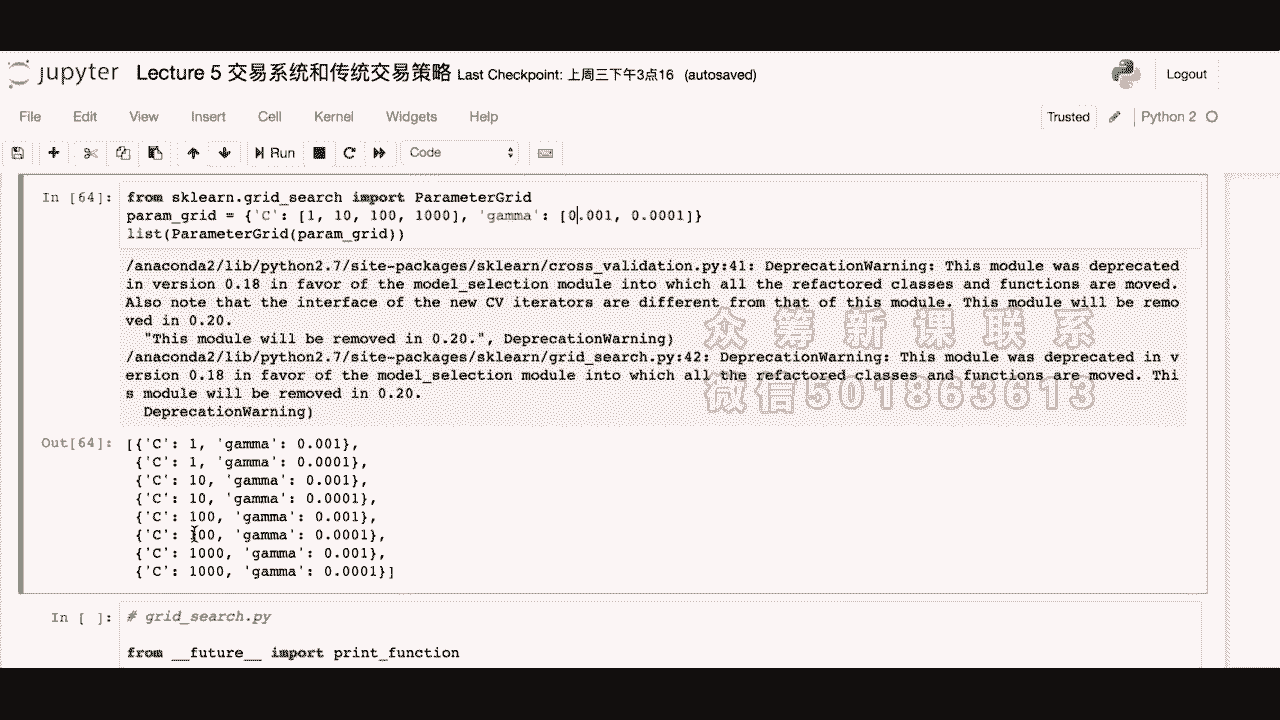 jupyter Lecture 5 交易系统和传统交易策略 Last Checkpoint: 上周三下午3点16 (autosaved) Logout
File Edit View Insert Cell Kernel Widgets Help Trusted Python 2
Run Code
In [64]: from sklearn.grid_search import ParameterGrid
param_grid = {'C': [1, 10, 100, 1000], 'gamma': [0.001, 0.0001]}
list(ParameterGrid(param_grid))
/anaconda2/lib/python2.7/site-packages/sklearn/cross_validation.py:41: DeprecationWarning: This module was deprecated
in version 0.18 in favor of the model_selection module into which all the refactored classes and functions are moved.
Also note that the interface of the new CV iterators are different from that of this module. This module will be remo
ved in 0.20.
"This module will be removed in 0.20.", DeprecationWarning)
/anaconda2/lib/python2.7/site-packages/sklearn/grid_search.py:42: DeprecationWarning: This module was deprecated in v
ersion 0.18 in favor of the model_selection module into which all the refactored classes and functions are moved. Thi
s module will be removed in 0.20.
DeprecationWarning)
众筹新课联系
微信501863613
Out[64]: [{'C': 1, 'gamma': 0.001},
{'C': 1, 'gamma': 0.0001},
{'C': 10, 'gamma': 0.001},
{'C': 10, 'gamma': 0.0001},
{'C': 100, 'gamma': 0.001},
{'C': 100, 'gamma': 0.0001},
{'C': 1000, 'gamma': 0.001},
{'C': 1000, 'gamma': 0.0001}]
In [ ]: # grid_search.py
from __future__ import print_function